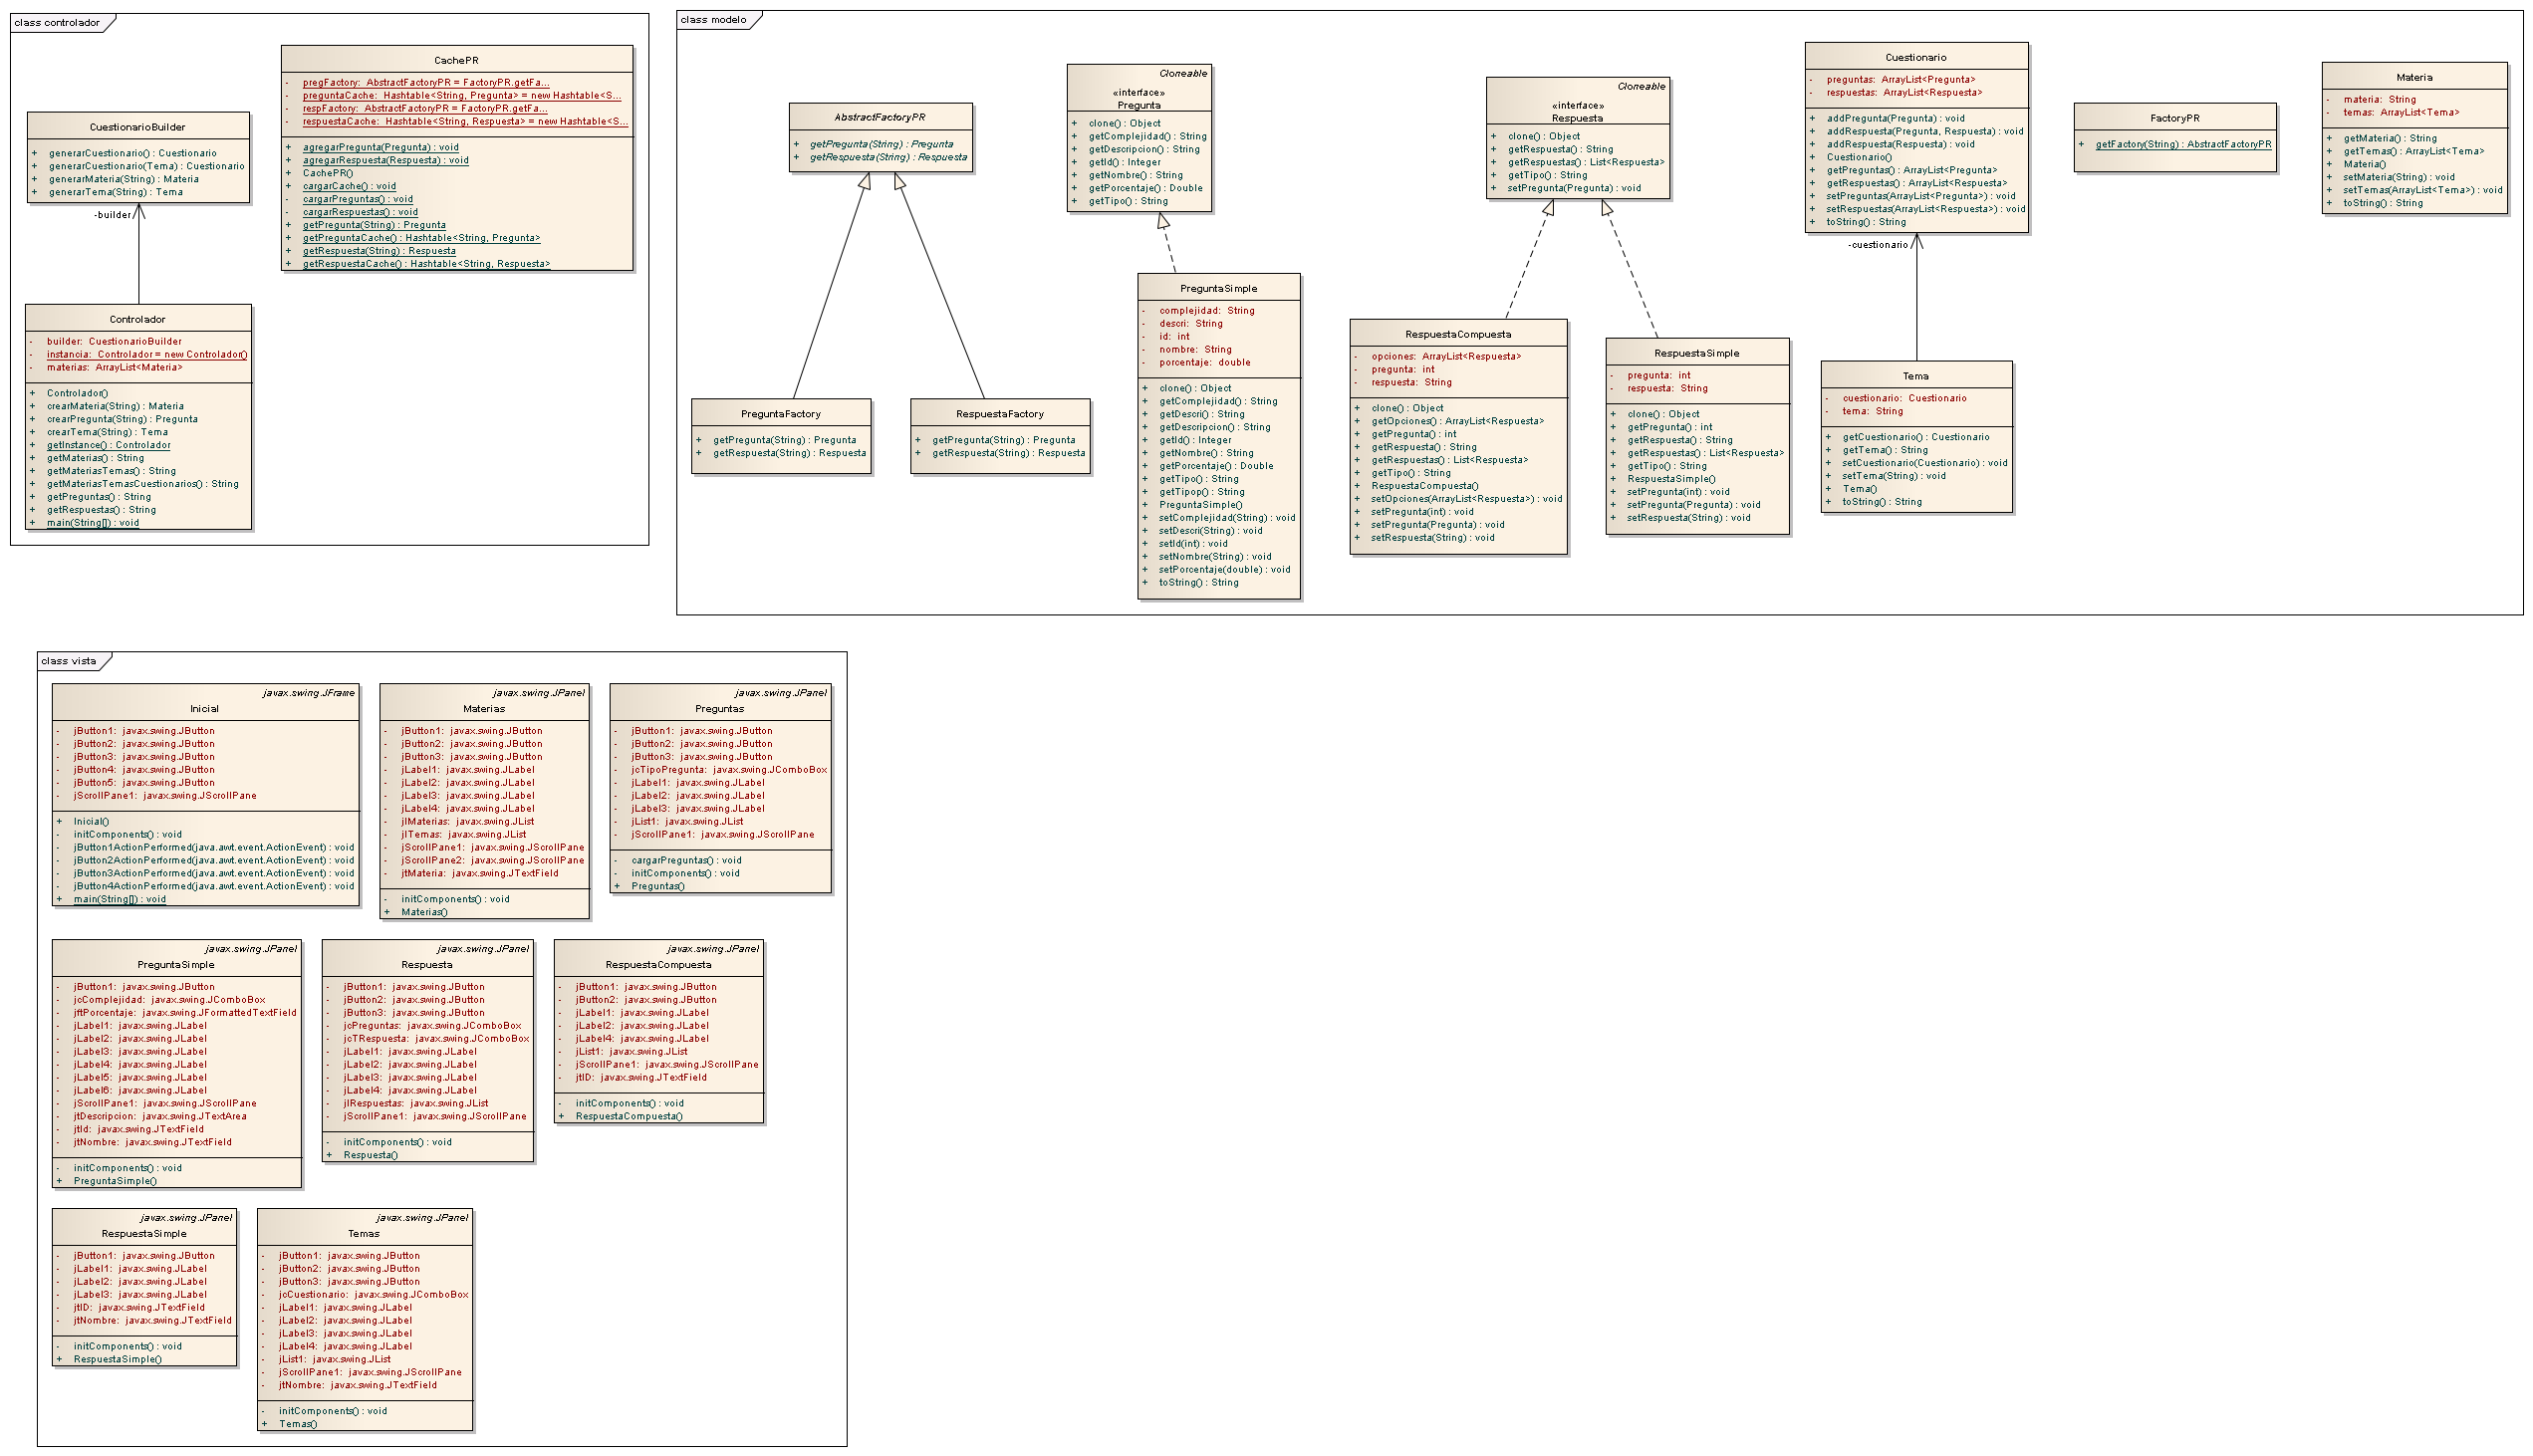 class controlador
CuestionarioBuilder
+ generarCuestionario() : Cuestionario
+ generarCuestionario(Tema) : Cuestionario
+ generarMateria(String) : Materia
+ generarTema(String) : Tema
-builder
CachePR
- pregFactory: AbstractFactoryPR = FactoryPR.getFa...
- preguntaCache: Hashtable<String, Pregunta> = new Hashtable<S...
- respFactory: AbstractFactoryPR = FactoryPR.getFa...
- respuestaCache: Hashtable<String, Respuesta> = new Hashtable<S...
+ agregarPregunta(Pregunta) : void
+ agregarRespuesta(Respuesta) : void
+ CachePR()
+ cargarCache() : void
- cargarPreguntas() : void
- cargarRespuestas() : void
+ getPregunta(String) : Pregunta
+ getPreguntaCache() : Hashtable<String, Pregunta>
+ getRespuesta(String) : Respuesta
+ getRespuestaCache() : Hashtable<String, Respuesta>
Controlador
- builder: CuestionarioBuilder
- instancia: Controlador = new Controlador()
- materias: ArrayList<Materia>
+ Controlador()
+ crearMateria(String) : Materia
+ crearPregunta(String) : Pregunta
+ crearTema(String) : Tema
+ getInstance() : Controlador
+ getMaterias() : String
+ getMateriasTemas() : String
+ getMateriasTemasCuestionarios() : String
+ getPreguntas() : String
+ getRespuestas() : String
+ main(String[]) : void
class modelo
AbstractFactoryPR
+ getPregunta(String) : Pregunta
+ getRespuesta(String) : Respuesta
Cloneable
«interface»
Pregunta
+ clone() : Object
+ getComplejidad() : String
+ getDescripcion() : String
+ getId() : Integer
+ getNombre() : String
+ getPorcentaje() : Double
+ getTipo() : String
Cloneable
«interface»
Respuesta
+ clone() : Object
+ getRespuesta() : String
+ getRespuestas() : List<Respuesta>
+ getTipo() : String
+ setPregunta(Pregunta) : void
Cuestionario
- preguntas: ArrayList<Pregunta>
- respuestas: ArrayList<Respuesta>
+ addPregunta(Pregunta) : void
+ addRespuesta(Pregunta, Respuesta) : void
+ addRespuesta(Respuesta) : void
+ Cuestionario()
+ getPreguntas() : ArrayList<Pregunta>
+ getRespuestas() : ArrayList<Respuesta>
+ setPreguntas(ArrayList<Pregunta>) : void
+ setRespuestas(ArrayList<Respuesta>) : void
+ toString() : String
-cuestionario
FactoryPR
+ getFactory(String) : AbstractFactoryPR
Materia
- materia: String
- temas: ArrayList<Tema>
+ getMateria() : String
+ getTemas() : ArrayList<Tema>
+ Materia()
+ setMateria(String) : void
+ setTemas(ArrayList<Tema>) : void
+ toString() : String
PreguntaFactory
+ getPregunta(String) : Pregunta
+ getRespuesta(String) : Respuesta
RespuestaFactory
+ getPregunta(String) : Pregunta
+ getRespuesta(String) : Respuesta
PreguntaSimple
- complejidad: String
- descri: String
- id: int
- nombre: String
- porcentaje: double
+ clone() : Object
+ getComplejidad() : String
+ getDescri() : String
+ getDescripcion() : String
+ getId() : Integer
+ getNombre() : String
+ getPorcentaje() : Double
+ getTipo() : String
+ getTipop() : String
+ PreguntaSimple()
+ setComplejidad(String) : void
+ setDescri(String) : void
+ setId(int) : void
+ setNombre(String) : void
+ setPorcentaje(double) : void
+ toString() : String
RespuestaCompuesta
- opciones: ArrayList<Respuesta>
- pregunta: int
- respuesta: String
+ clone() : Object
+ getOpciones() : ArrayList<Respuesta>
+ getPregunta() : int
+ getRespuesta() : String
+ getRespuestas() : List<Respuesta>
+ getTipo() : String
+ RespuestaCompuesta()
+ setOpciones(ArrayList<Respuesta>) : void
+ setPregunta(int) : void
+ setPregunta(Pregunta) : void
+ setRespuesta(String) : void
RespuestaSimple
- pregunta: int
- respuesta: String
+ clone() : Object
+ getPregunta() : int
+ getRespuesta() : String
+ getRespuestas() : List<Respuesta>
+ getTipo() : String
+ RespuestaSimple()
+ setPregunta(int) : void
+ setPregunta(Pregunta) : void
+ setRespuesta(String) : void
Tema
- cuestionario: Cuestionario
- tema: String
+ getCuestionario() : Cuestionario
+ getTema() : String
+ setCuestionario(Cuestionario) : void
+ setTema(String) : void
+ Tema()
+ toString() : String
class vista
javax.swing.JFrame
Inicial
- jButton1: javax.swing.JButton
- jButton2: javax.swing.JButton
- jButton3: javax.swing.JButton
- jButton4: javax.swing.JButton
- jButton5: javax.swing.JButton
- jScrollPane1: javax.swing.JScrollPane
+ Inicial()
- initComponents() : void
- jButton1ActionPerformed(java.awt.event.ActionEvent) : void
- jButton2ActionPerformed(java.awt.event.ActionEvent) : void
- jButton3ActionPerformed(java.awt.event.ActionEvent) : void
- jButton4ActionPerformed(java.awt.event.ActionEvent) : void
+ main(String[]) : void
javax.swing.JPanel
Materias
- jButton1: javax.swing.JButton
- jButton2: javax.swing.JButton
- jButton3: javax.swing.JButton
- jLabel1: javax.swing.JLabel
- jLabel2: javax.swing.JLabel
- jLabel3: javax.swing.JLabel
- jLabel4: javax.swing.JLabel
- jlMaterias: javax.swing.JList
- jlTemas: javax.swing.JList
- jScrollPane1: javax.swing.JScrollPane
- jScrollPane2: javax.swing.JScrollPane
- jtMateria: javax.swing.JTextField
- initComponents() : void
+ Materias()
javax.swing.JPanel
Preguntas
- jButton1: javax.swing.JButton
- jButton2: javax.swing.JButton
- jButton3: javax.swing.JButton
- jcTipoPregunta: javax.swing.JComboBox
- jLabel1: javax.swing.JLabel
- jLabel2: javax.swing.JLabel
- jLabel3: javax.swing.JLabel
- jList1: javax.swing.JList
- jScrollPane1: javax.swing.JScrollPane
- cargarPreguntas() : void
- initComponents() : void
+ Preguntas()
javax.swing.JPanel
PreguntaSimple
- jButton1: javax.swing.JButton
- jcComplejidad: javax.swing.JComboBox
- jftPorcentaje: javax.swing.JFormattedTextField
- jLabel1: javax.swing.JLabel
- jLabel2: javax.swing.JLabel
- jLabel3: javax.swing.JLabel
- jLabel4: javax.swing.JLabel
- jLabel5: javax.swing.JLabel
- jLabel6: javax.swing.JLabel
- jScrollPane1: javax.swing.JScrollPane
- jtDescripcion: javax.swing.JTextArea
- jtId: javax.swing.JTextField
- jtNombre: javax.swing.JTextField
- initComponents() : void
+ PreguntaSimple()
javax.swing.JPanel
Respuesta
- jButton1: javax.swing.JButton
- jButton2: javax.swing.JButton
- jButton3: javax.swing.JButton
- jcPreguntas: javax.swing.JComboBox
- jcTRespuesta: javax.swing.JComboBox
- jLabel1: javax.swing.JLabel
- jLabel2: javax.swing.JLabel
- jLabel3: javax.swing.JLabel
- jLabel4: javax.swing.JLabel
- jlRespuestas: javax.swing.JList
- jScrollPane1: javax.swing.JScrollPane
- initComponents() : void
+ Respuesta()
javax.swing.JPanel
RespuestaCompuesta
- jButton1: javax.swing.JButton
- jButton2: javax.swing.JButton
- jLabel1: javax.swing.JLabel
- jLabel2: javax.swing.JLabel
- jLabel4: javax.swing.JLabel
- jList1: javax.swing.JList
- jScrollPane1: javax.swing.JScrollPane
- jtID: javax.swing.JTextField
- initComponents() : void
+ RespuestaCompuesta()
javax.swing.JPanel
RespuestaSimple
- jButton1: javax.swing.JButton
- jLabel1: javax.swing.JLabel
- jLabel2: javax.swing.JLabel
- jLabel3: javax.swing.JLabel
- jtID: javax.swing.JTextField
- jtNombre: javax.swing.JTextField
- initComponents() : void
+ RespuestaSimple()
javax.swing.JPanel
Temas
- jButton1: javax.swing.JButton
- jButton2: javax.swing.JButton
- jButton3: javax.swing.JButton
- jcCuestionario: javax.swing.JComboBox
- jLabel1: javax.swing.JLabel
- jLabel2: javax.swing.JLabel
- jLabel3: javax.swing.JLabel
- jLabel4: javax.swing.JLabel
- jList1: javax.swing.JList
- jScrollPane1: javax.swing.JScrollPane
- jtNombre: javax.swing.JTextField
- initComponents() : void
+ Temas()